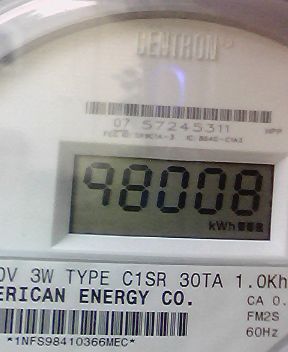 CENTRON®
07 57245311
98008
kWh
0V 3W TYPE C1SR 30TA 1.0Kh
ERICAN ENERGY CO.
CA 0.
FM2S
60Hz
*1NFS98410366MEC*